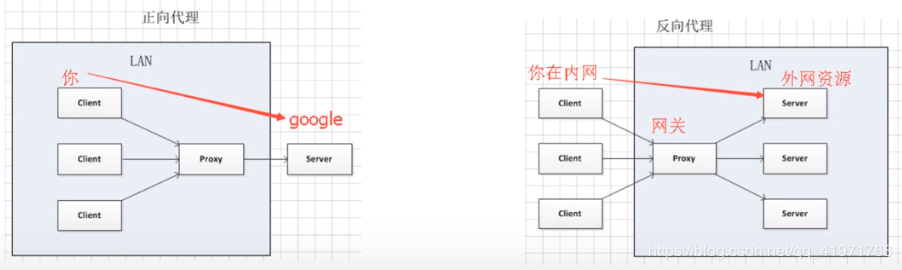 正向代理
LAN
你
Client
google
Client
Proxy
Server
Client
反向代理
LAN
你在内网
外网资源
Client
Server
网关
Client
Proxy
Server
Client
Server
https://blog.csdn.net/qq_41971768